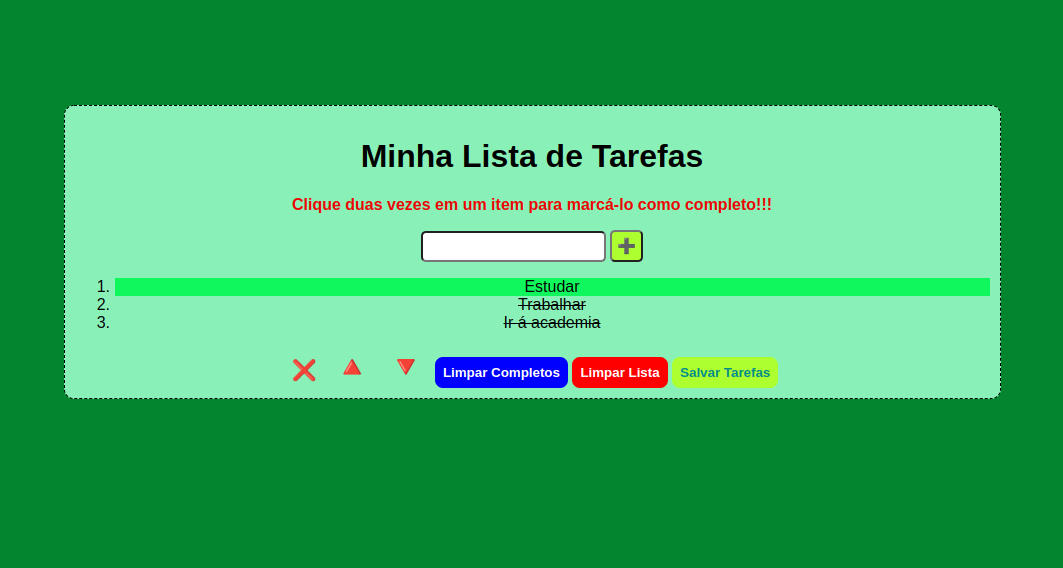 Minha Lista de Tarefas
Clique duas vezes em um item para marcá-lo como completo!!!
1. Estudar
2. Trabalhar
3. Ir á academia
Limpar Completos Limpar Lista Salvar Tarefas